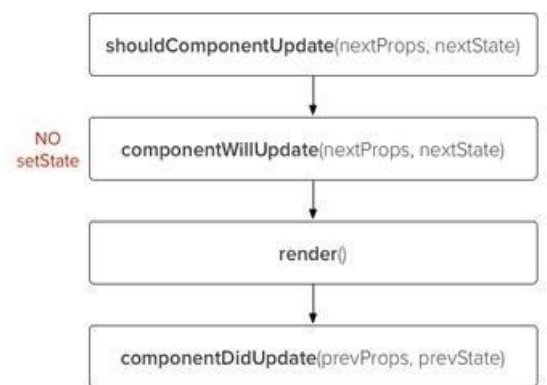 shouldComponentUpdate(nextProps, nextState)
NO
setState
componentWillUpdate(nextProps, nextState)
render()
componentDidUpdate(prevProps, prevState)